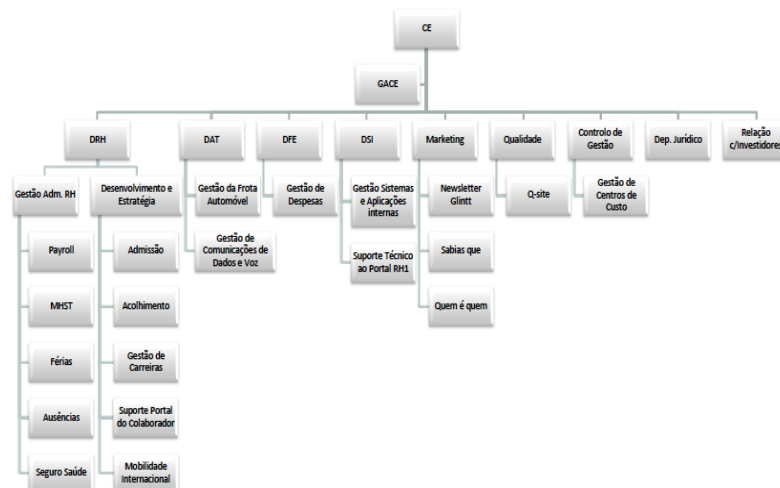 CE
GACE
DRH
DAT
DFE
DSI
Marketing
Qualidade
Controlo de
Gestão
Dep. Jurídico
Relação
c/Investidores
Gestão Adm. RH
Desenvolvimento e
Estratégia
Gestão da Frota
Automóvel
Gestão de
Despesas
Gestão Sistemas
e Aplicações
internas
Newsletter
Glintt
Q-site
Gestão de
Centros de
Custo
Payroll
Admissão
Gestão de
Comunicações de
Dados e Voz
Suporte Técnico
ao Portal RH1
Sabias que
MHST
Acolhimento
Quem é quem
Férias
Gestão de
Carreiras
Ausências
Suporte Portal
do Colaborador
Seguro Saúde
Mobilidade
Internacional